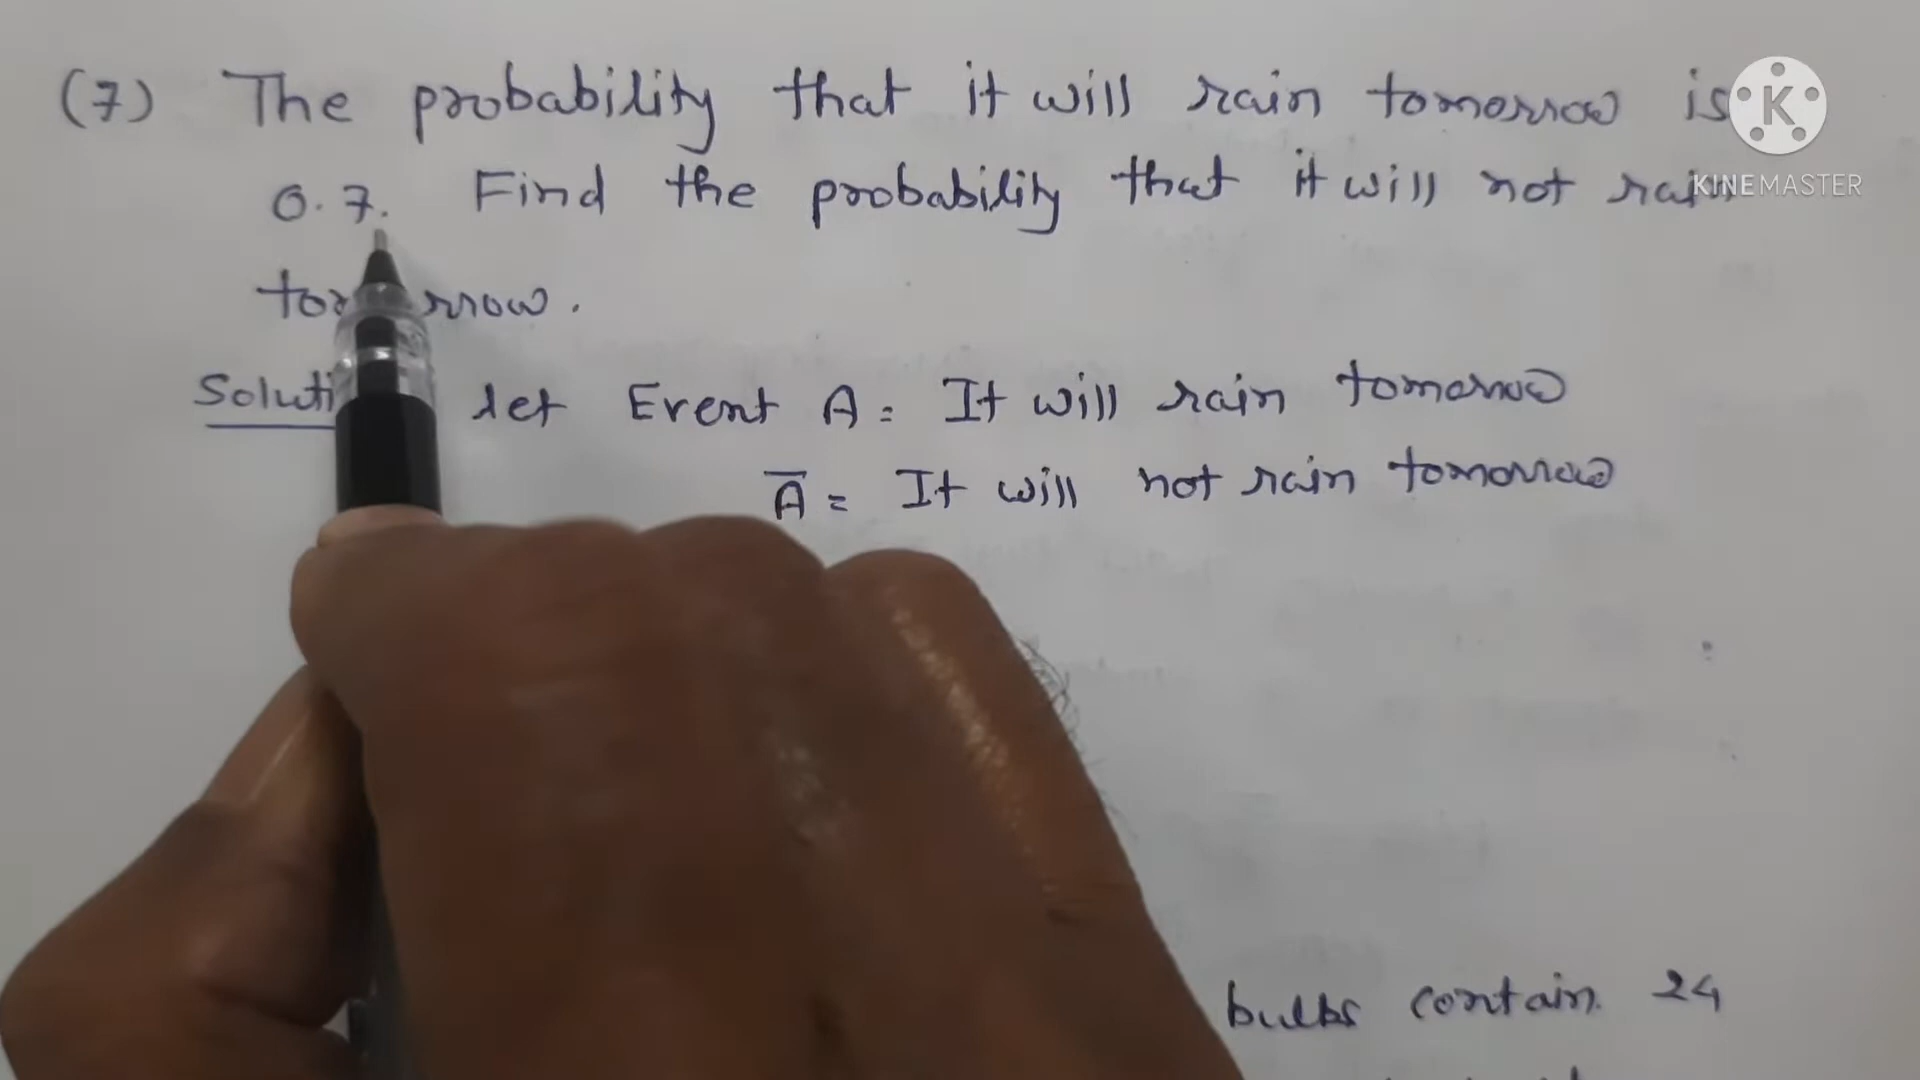 (7) The probability that it will rain tomorrow is
0.7. Find the probability that it will not rain
tomorrow.
K
KINEMASTER
let Event A = It will rain tomorrow
Ā = It will not rain tomorrow
bulbs contain 24